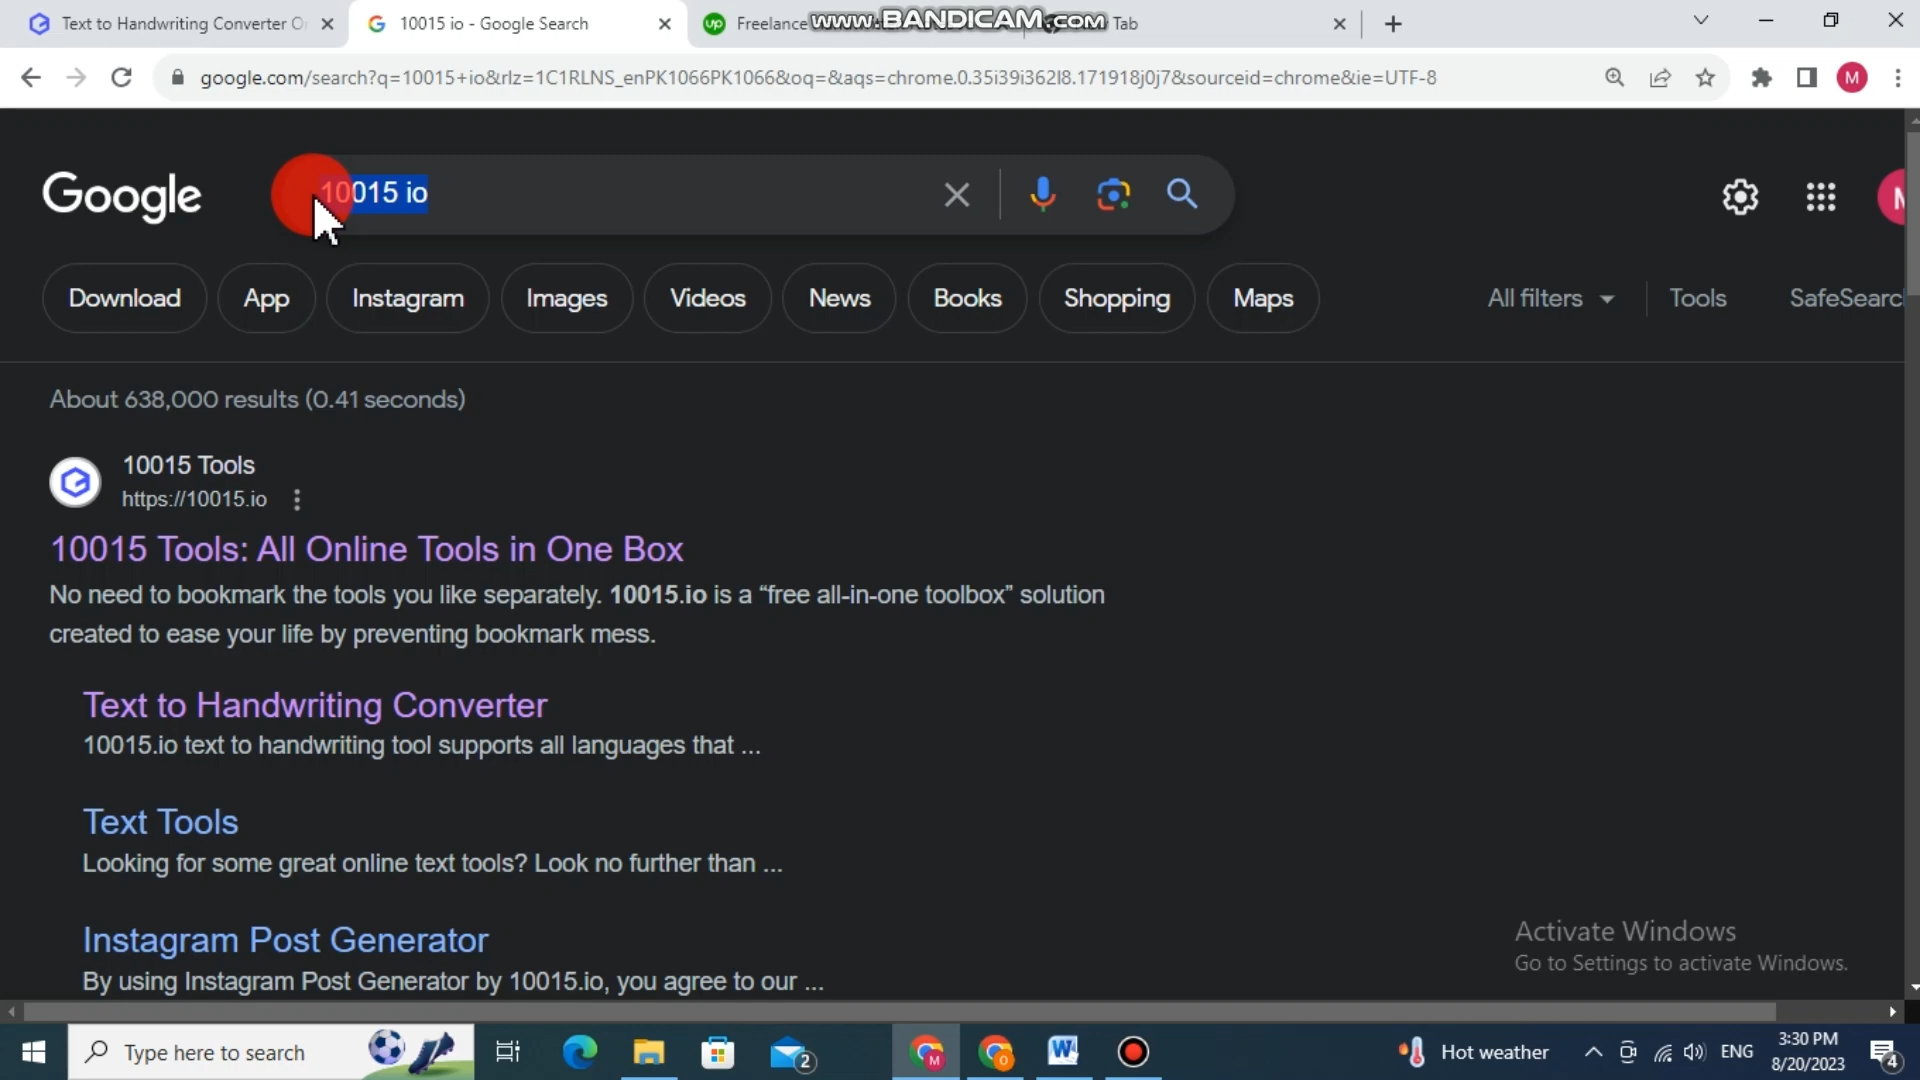 Text to Handwriting Converter O
10015 io - Google Search
Freelance
www.BANDICAM.com
Tab
google.com/search?q=10015+io&rlz=1C1RLNS_enPK1066PK1066&oq=&aqs=chrome.0.35i39i362l8.171918j0j7&sourceid=chrome&ie=UTF-8
M
Google
10015 io
Download
App
Instagram
Images
Videos
News
Books
Shopping
Maps
All filters
Tools
SafeSearc
About 638,000 results (0.41 seconds)
10015 Tools
https://10015.io
10015 Tools: All Online Tools in One Box
No need to bookmark the tools you like separately. 10015.io is a “free all-in-one toolbox” solution
created to ease your life by preventing bookmark mess.
Text to Handwriting Converter
10015.io text to handwriting tool supports all languages that ...
Text Tools
Looking for some great online text tools? Look no further than ...
Instagram Post Generator
By using Instagram Post Generator by 10015.io, you agree to our ...
Activate Windows
Go to Settings to activate Windows.
Type here to search
2
Hot weather
ENG
3:30 PM
8/20/2023
4